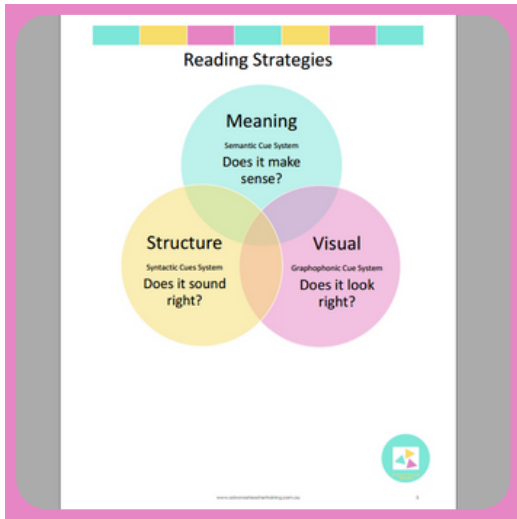 Reading Strategies
Meaning
Semantic Cue System
Does it make
sense?
Structure
Syntactic Cues System
Does it sound
right?
Visual
Graphophonic Cue System
Does it look
right?